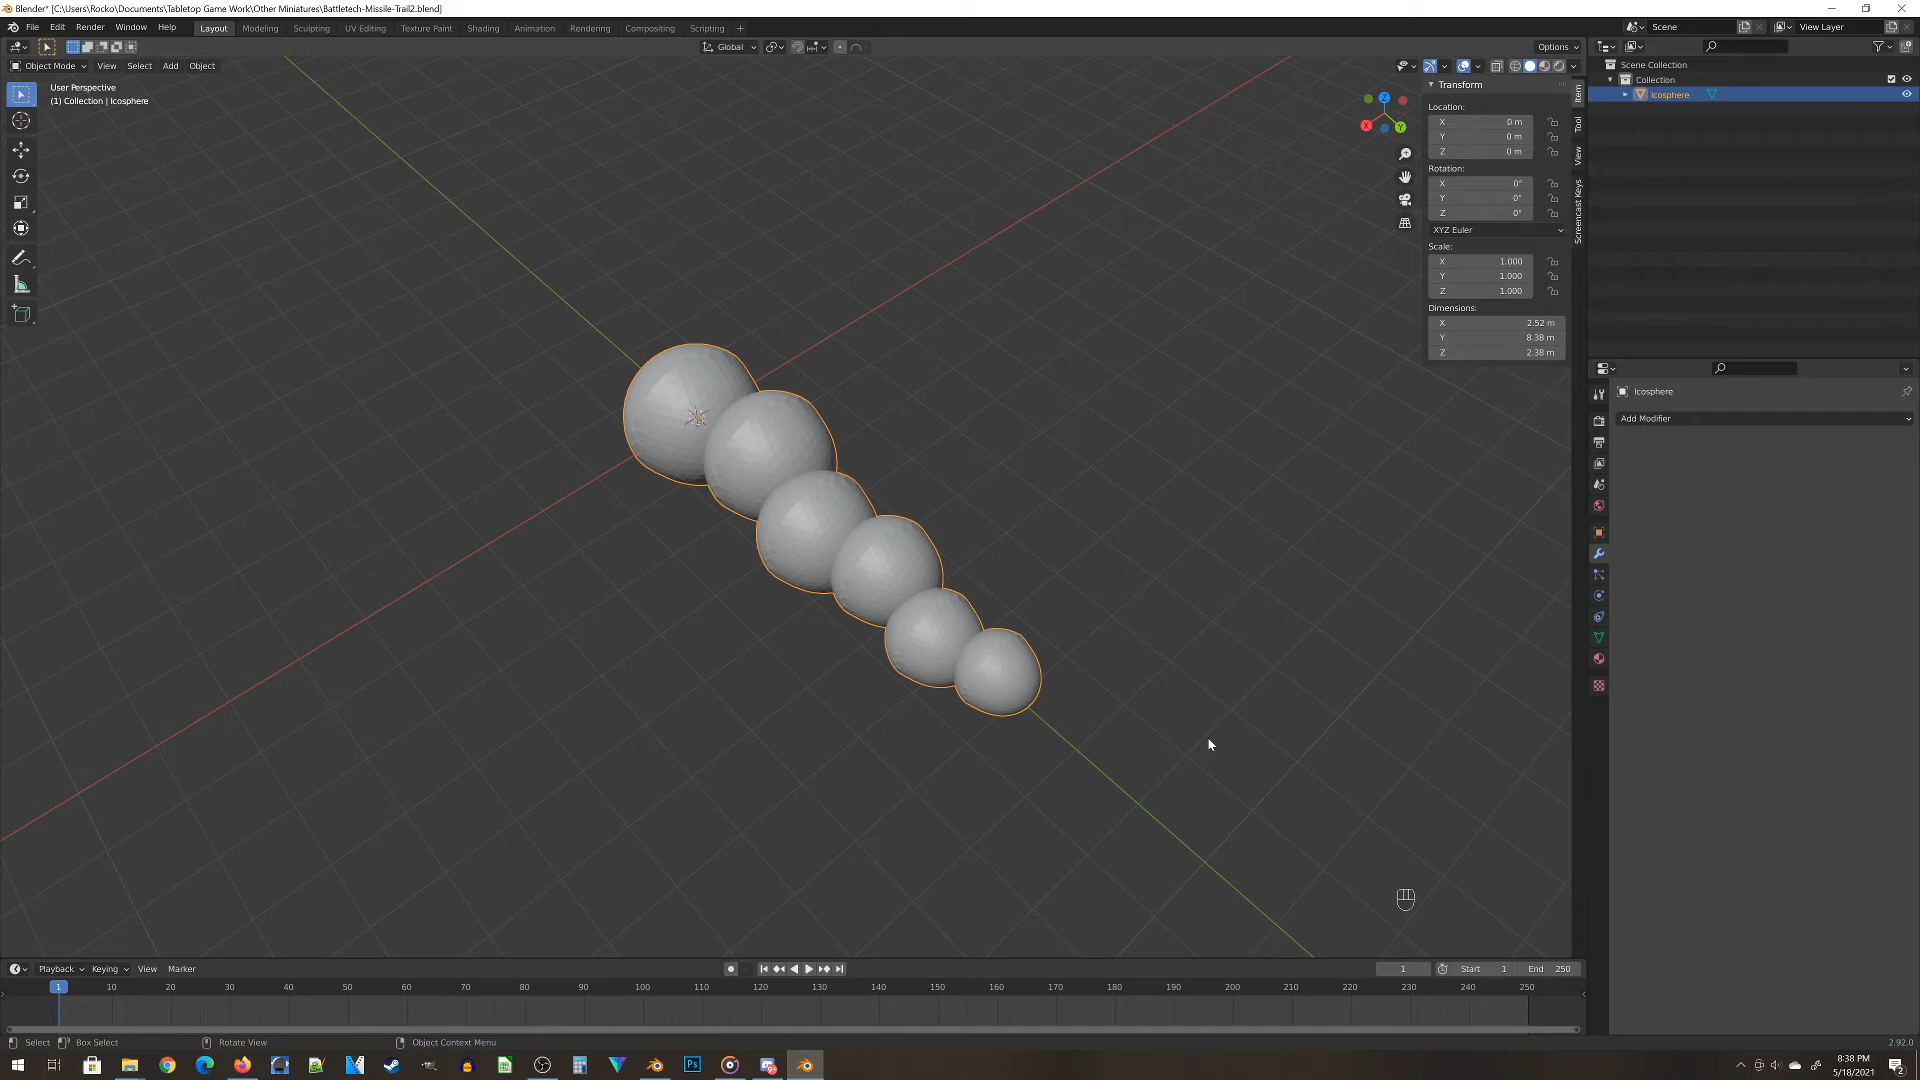 Blender* [C:\Users\Rocko\Documents\Tabletop Game Work\Other Miniatures\Battletech-Missile-Trail2.blend]
File Edit Render Window Help Layout Modeling Sculpting UV Editing Texture Paint Shading Animation Rendering Compositing Scripting + Scene View Layer
Global Options
Object Mode View Select Add Object
User Perspective
(1) Collection | Icosphere
Transform
Location:
X 0 m
Y 0 m
Z 0 m
Rotation:
X 0°
Y 0°
Z 0°
XYZ Euler
Scale:
X 1.000
Y 1.000
Z 1.000
Dimensions:
X 2.52 m
Y 8.38 m
Z 2.38 m
Item
Tool
View
Screencast Keys
Z
X
Y
Scene Collection
Collection
Icosphere
Icosphere
Add Modifier
Playback Keying View Marker 1 Start 1 End 250
1 10 20 30 40 50 60 70 80 90 100 110 120 130 140 150 160 170 180 190 200 210 220 230 240 250
Select Box Select Rotate View Object Context Menu 2.92.0
Ps
8:38 PM
5/18/2021
2